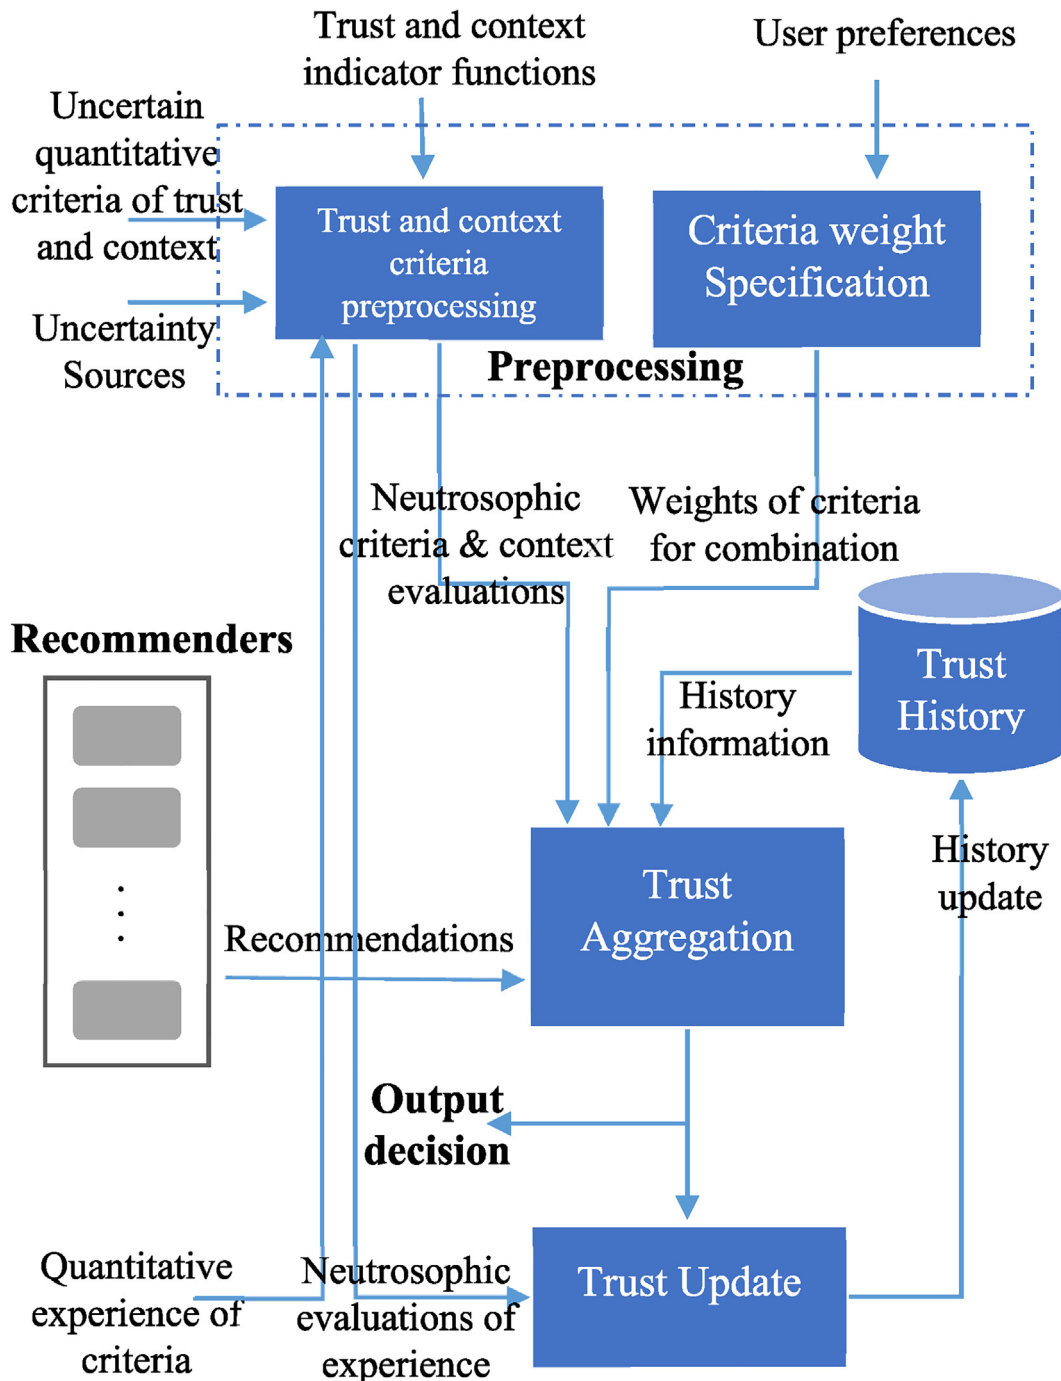 Trust and context
indicator functions
User preferences
Uncertain
quantitative
criteria of trust
and context
Trust and context
criteria
preprocessing
Criteria weight
Specification
Uncertainty
Sources
Preprocessing
Neutrosophic
criteria & context
evaluations
Weights of criteria
for combination
Recommenders
Trust
History
History
information
History
update
Trust
Aggregation
Recommendations
Output
decision
Quantitative
experience of
criteria
Neutrosophic
evaluations of
experience
Trust Update